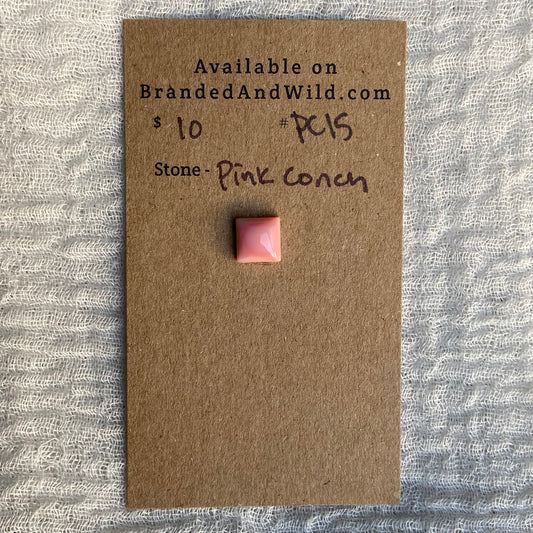 Available on
BrandedAndWild.com
$ 10 # PC15
Stone - Pink conch